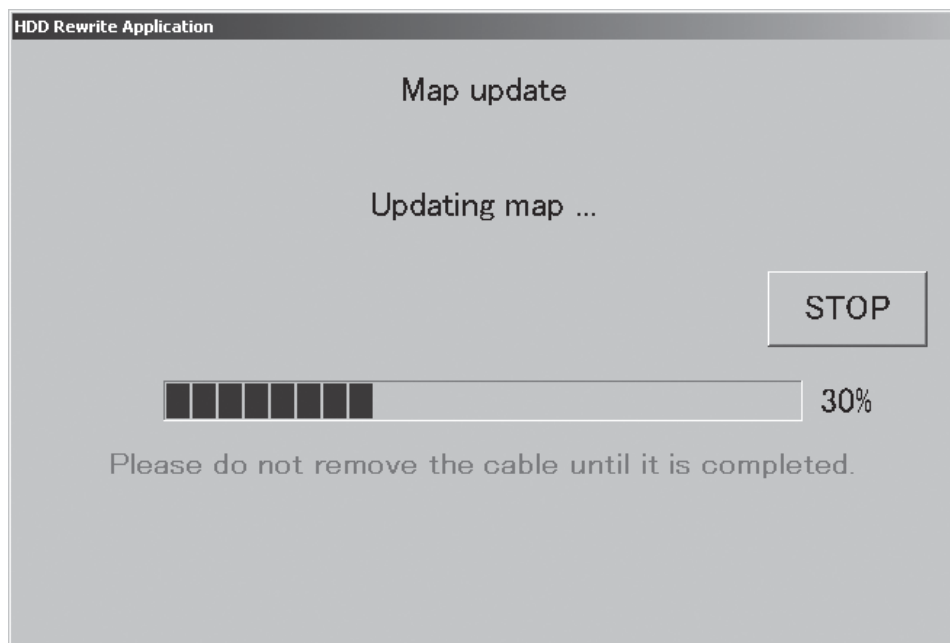 HDD Rewrite Application
Map update
Updating map ...
STOP
30%
Please do not remove the cable until it is completed.